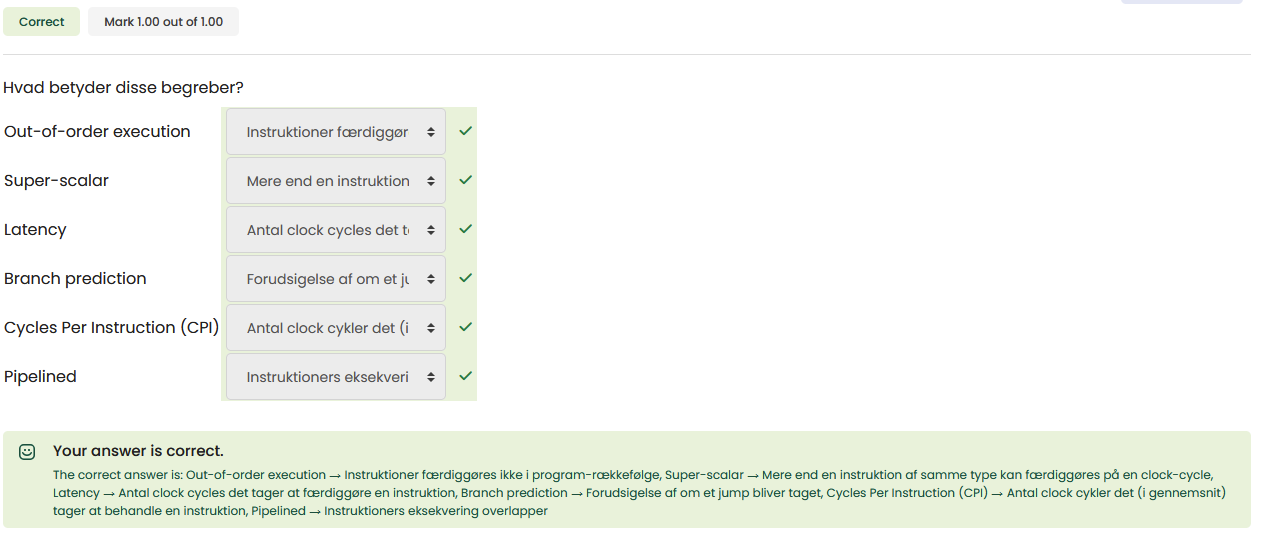 Correct Mark 1.00 out of 1.00
Hvad betyder disse begreber?
Out-of-order execution Instruktioner færdiggør
Super-scalar Mere end en instruktion
Latency Antal clock cycles det t
Branch prediction Forudsigelse af om et ju
Cycles Per Instruction (CPI) Antal clock cykler det (i
Pipelined Instruktioners eksekveri
Your answer is correct.
The correct answer is: Out-of-order execution → Instruktioner færdiggøres ikke i program-rækkefølge, Super-scalar → Mere end en instruktion af samme type kan færdiggøres på en clock-cycle,
Latency → Antal clock cycles det tager at færdiggøre en instruktion, Branch prediction → Forudsigelse af om et jump bliver taget, Cycles Per Instruction (CPI) → Antal clock cykler det (i gennemsnit)
tager at behandle en instruktion, Pipelined → Instruktioners eksekvering overlapper